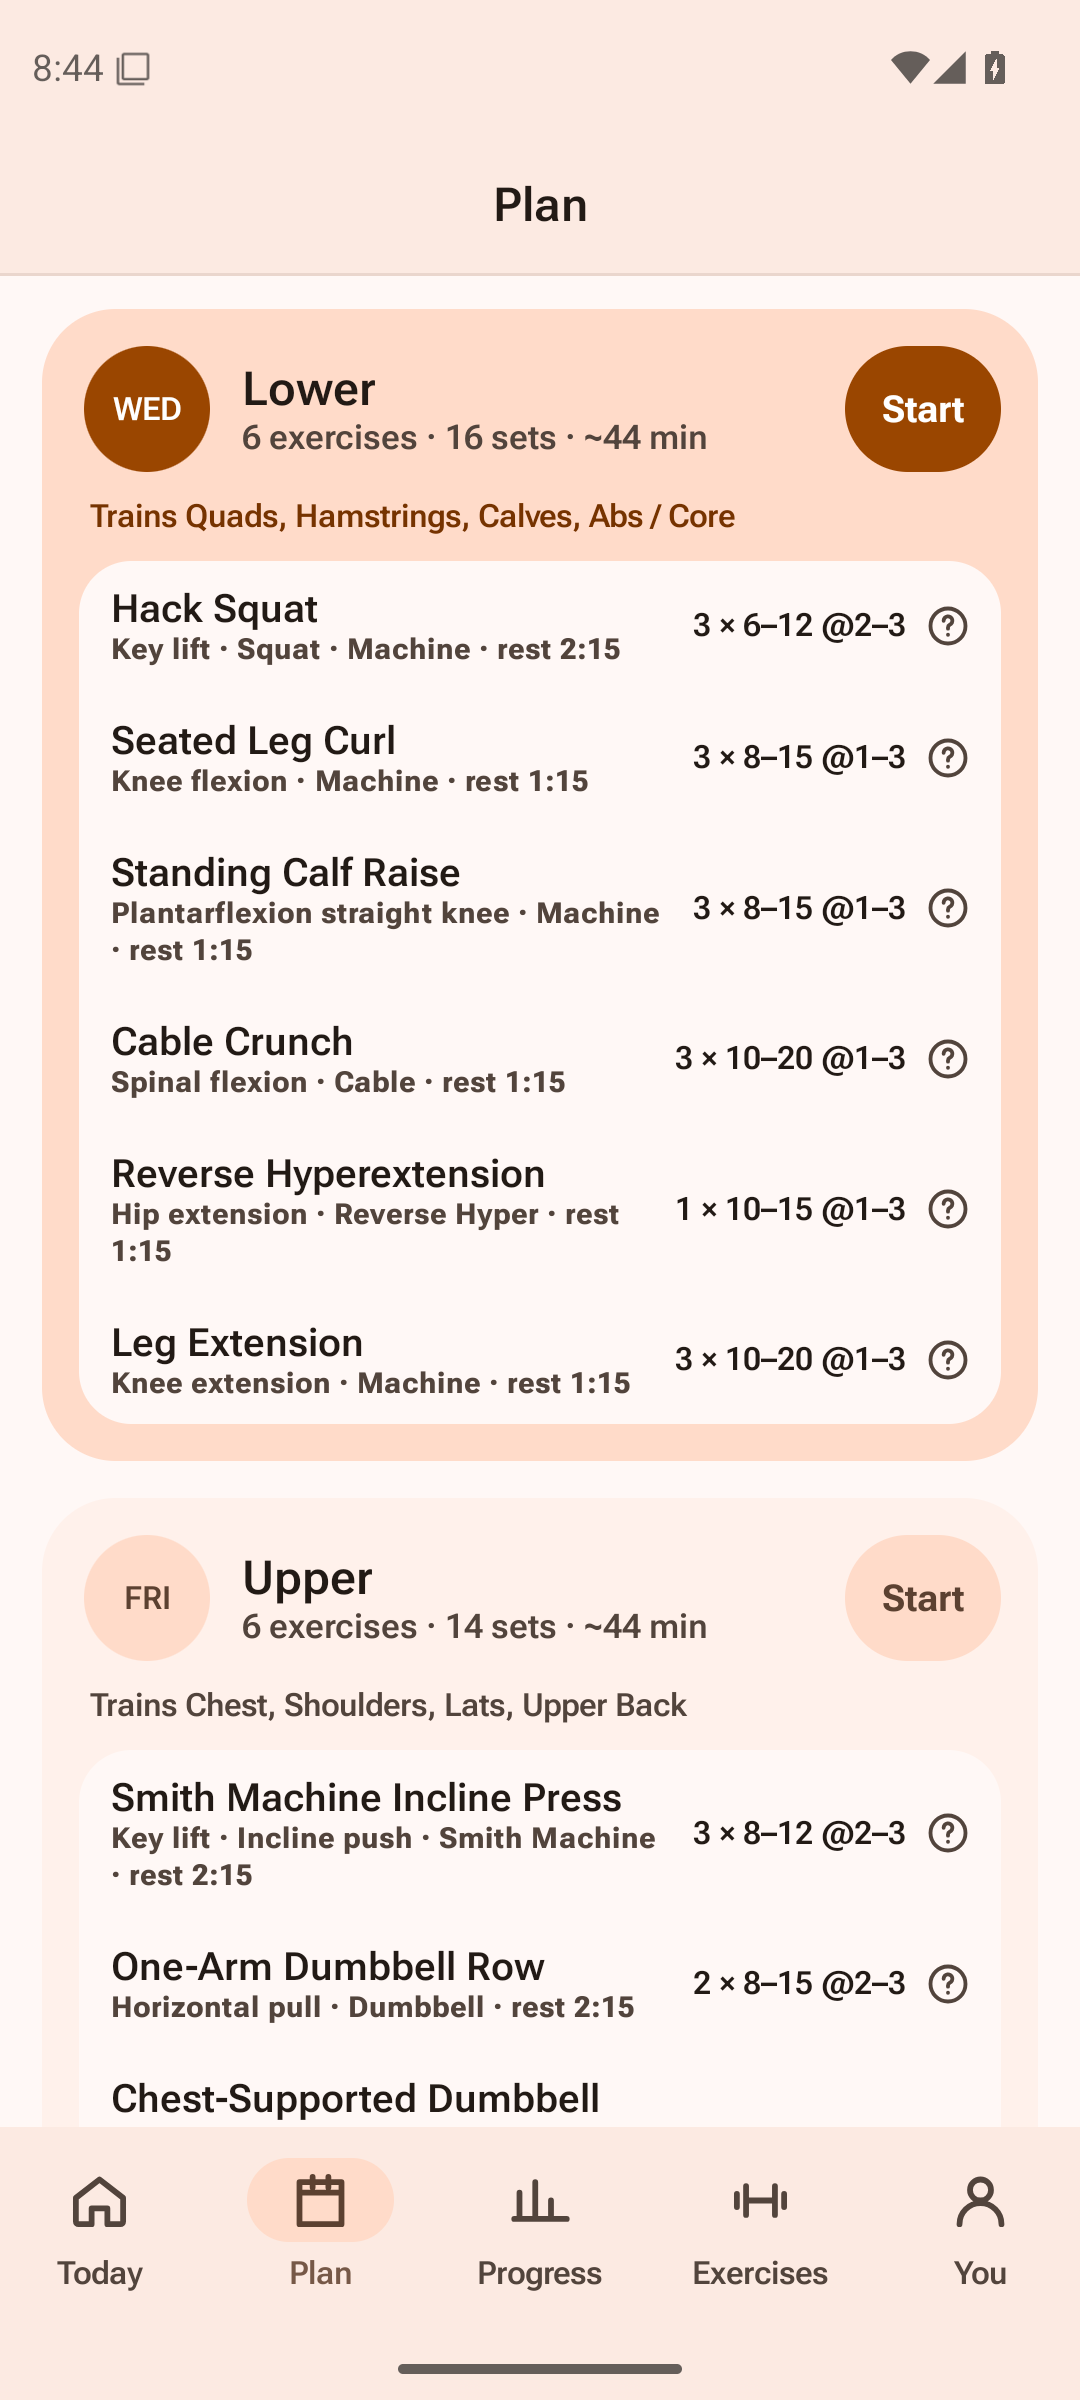 8:44
Plan
WED
Lower
6 exercises · 16 sets · ~44 min
Start
Trains Quads, Hamstrings, Calves, Abs / Core
Hack Squat
Key lift · Squat · Machine · rest 2:15
3 × 6–12 @2–3
Seated Leg Curl
Knee flexion · Machine · rest 1:15
3 × 8–15 @1–3
Standing Calf Raise
Plantarflexion straight knee · Machine
· rest 1:15
3 × 8–15 @1–3
Cable Crunch
Spinal flexion · Cable · rest 1:15
3 × 10–20 @1–3
Reverse Hyperextension
Hip extension · Reverse Hyper · rest
1:15
1 × 10–15 @1–3
Leg Extension
Knee extension · Machine · rest 1:15
3 × 10–20 @1–3
FRI
Upper
6 exercises · 14 sets · ~44 min
Start
Trains Chest, Shoulders, Lats, Upper Back
Smith Machine Incline Press
Key lift · Incline push · Smith Machine
· rest 2:15
3 × 8–12 @2–3
One-Arm Dumbbell Row
Horizontal pull · Dumbbell · rest 2:15
2 × 8–15 @2–3
Chest-Supported Dumbbell
Today
Plan
Progress
Exercises
You